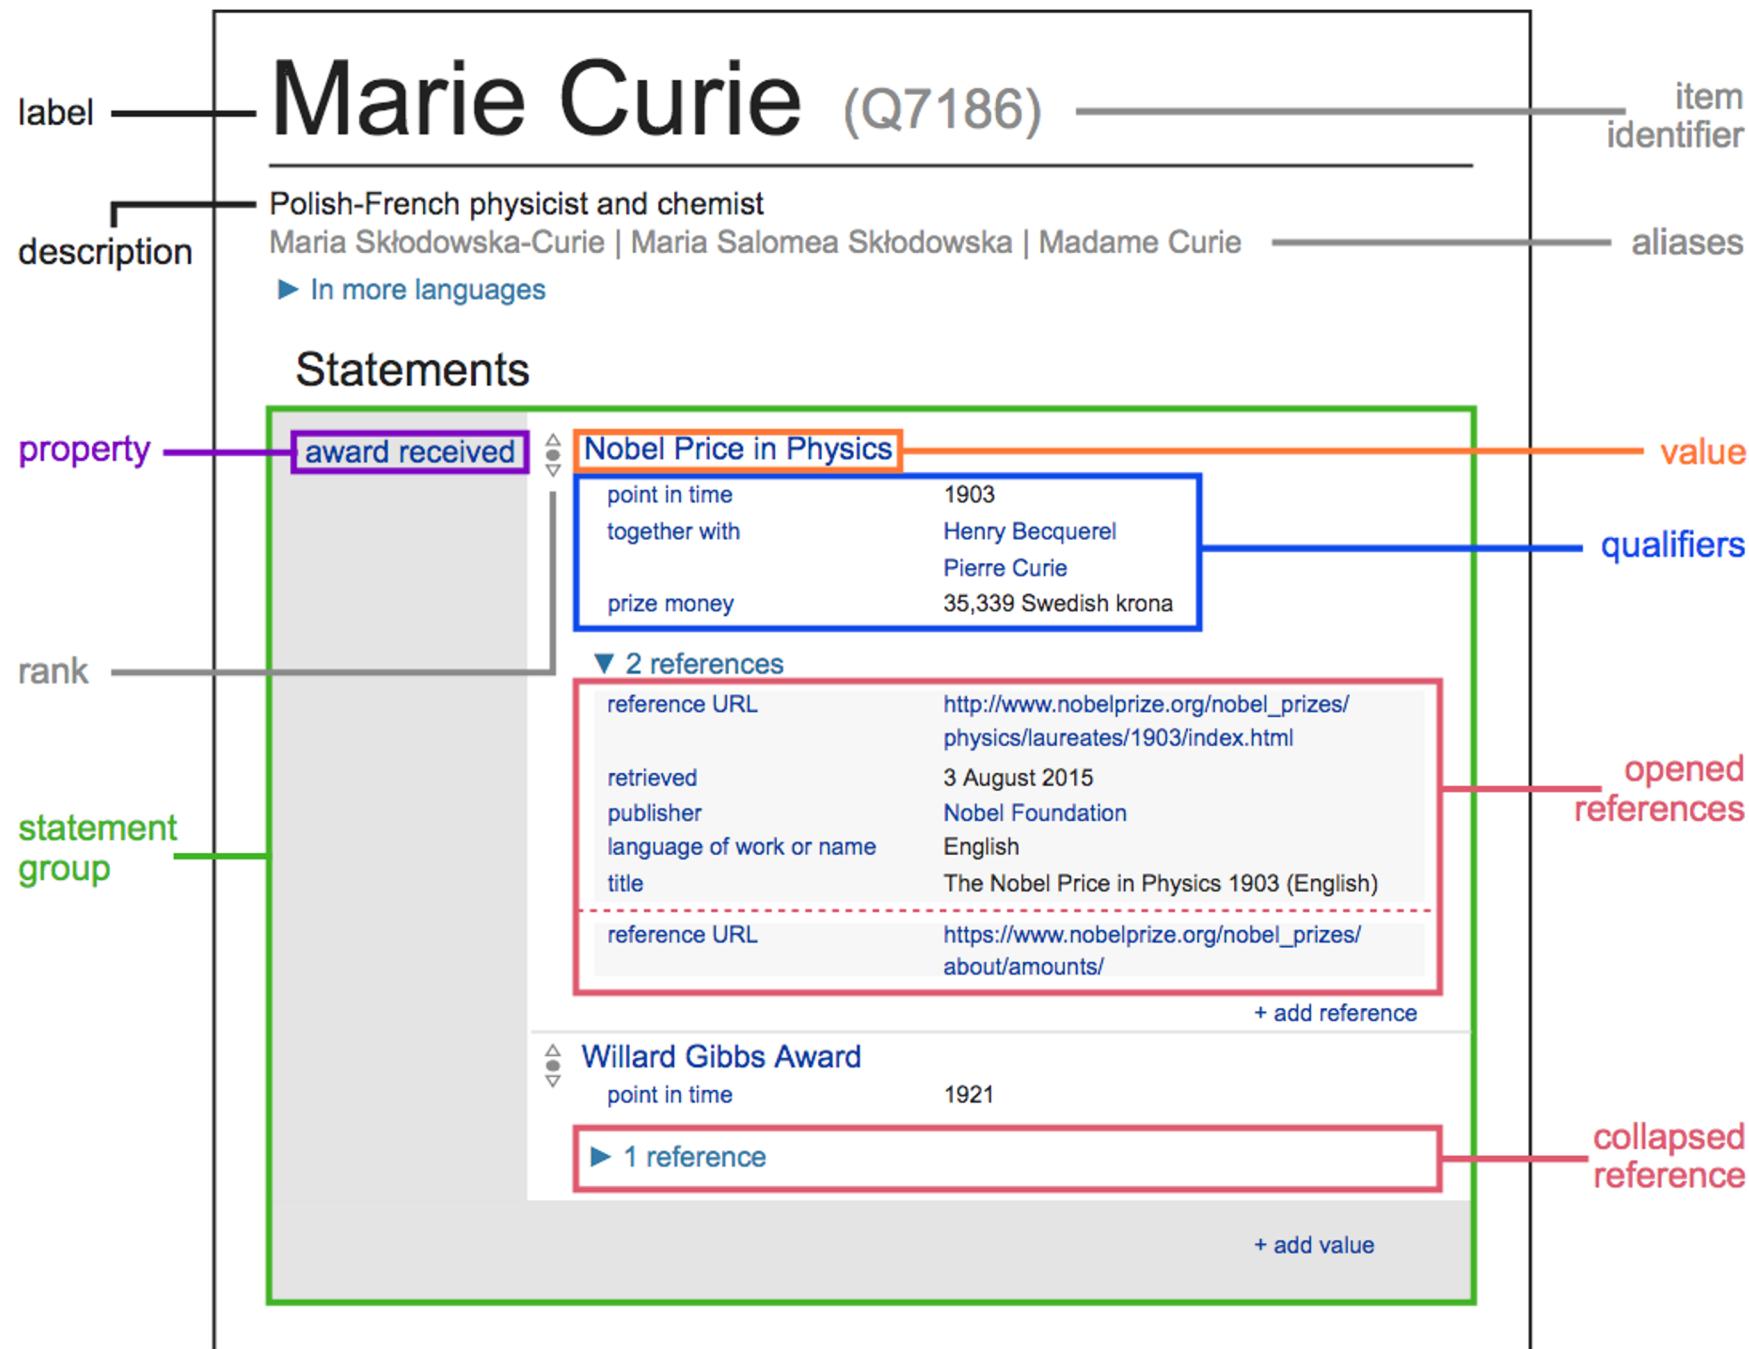 label
Marie Curie (Q7186)
item
identifier
description
Polish-French physicist and chemist
Maria Skłodowska-Curie | Maria Salomea Skłodowska | Madame Curie
aliases
► In more languages
Statements
property
award received
Nobel Price in Physics
value
point in time 1903
together with Henry Becquerel
Pierre Curie
prize money 35,339 Swedish krona
qualifiers
rank
▼ 2 references
reference URL http://www.nobelprize.org/nobel_prizes/
physics/laureates/1903/index.html
retrieved 3 August 2015
publisher Nobel Foundation
language of work or name English
title The Nobel Price in Physics 1903 (English)
opened
references
statement
group
reference URL https://www.nobelprize.org/nobel_prizes/
about/amounts/
+ add reference
Willard Gibbs Award
point in time 1921
► 1 reference
collapsed
reference
+ add value